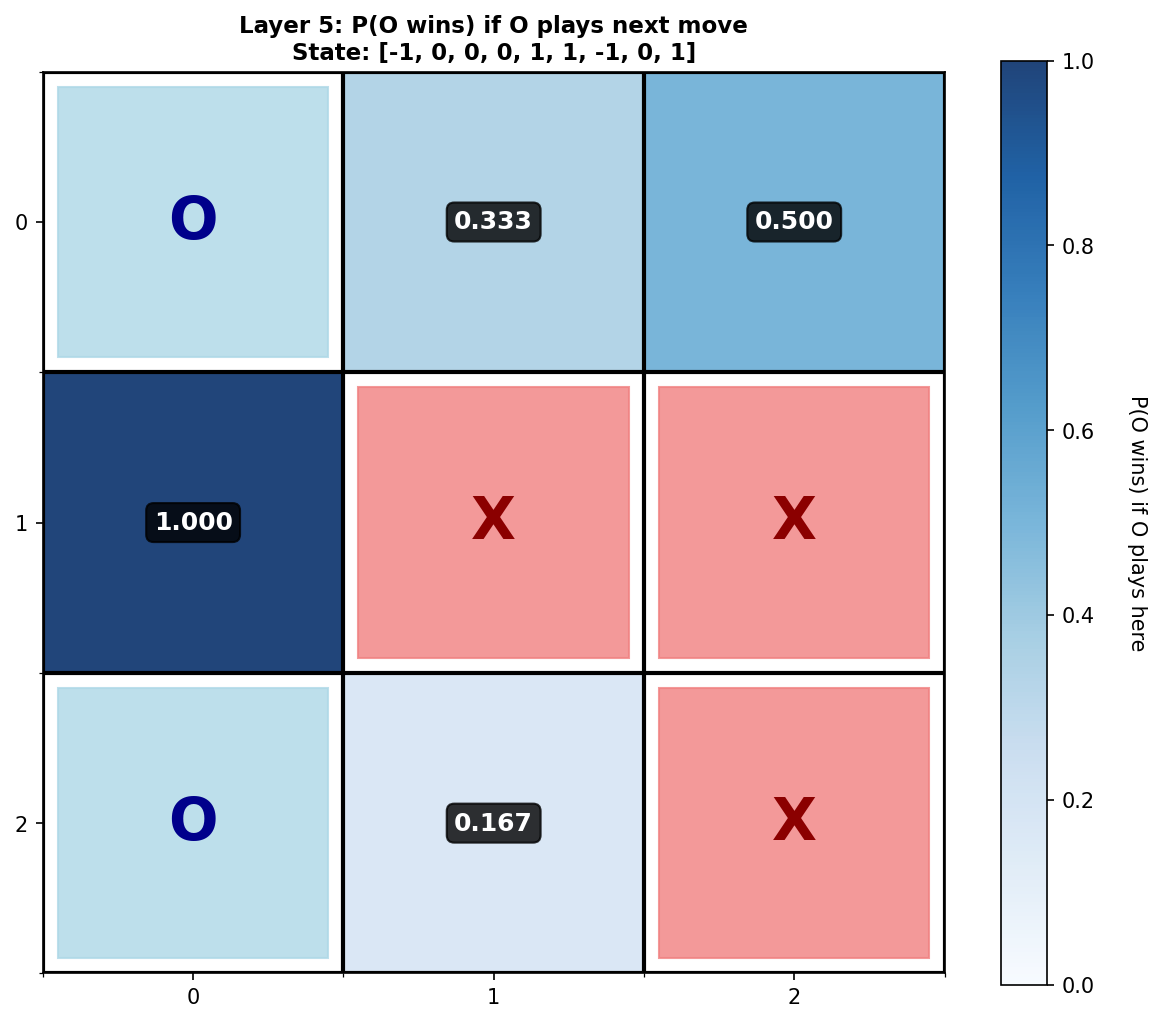 Layer 5: P(O wins) if O plays next move
State: [-1, 0, 0, 0, 1, 1, -1, 0, 1]
0
O
0.333
0.500
1
1.000
X
X
2
O
0.167
X
0
1
2
1.0
0.8
0.6
0.4
0.2
0.0
P(O wins) if O plays here